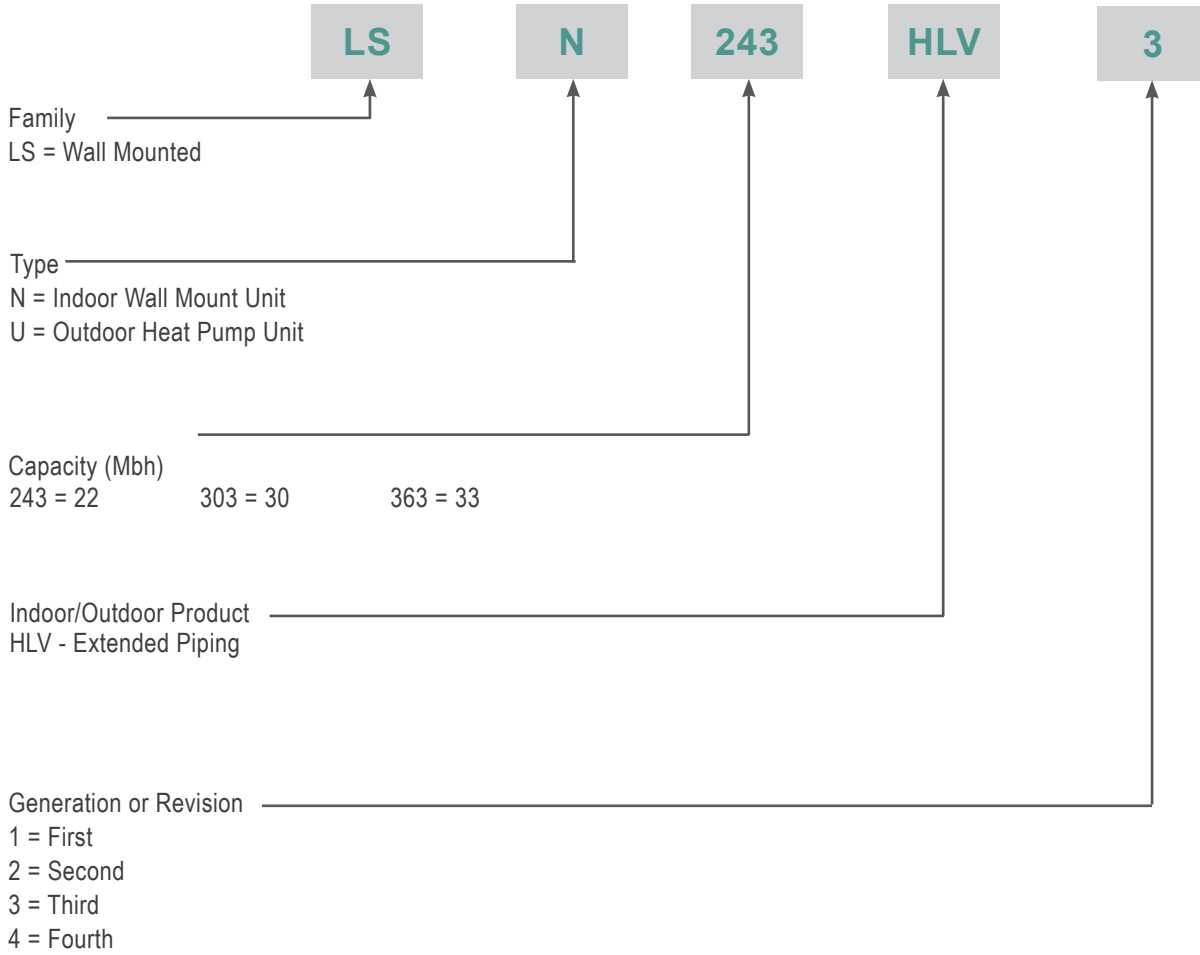 LS N 243 HLV 3
Family
LS = Wall Mounted
Type
N = Indoor Wall Mount Unit
U = Outdoor Heat Pump Unit
Capacity (Mbh)
243 = 22 303 = 30 363 = 33
Indoor/Outdoor Product
HLV - Extended Piping
Generation or Revision
1 = First
2 = Second
3 = Third
4 = Fourth